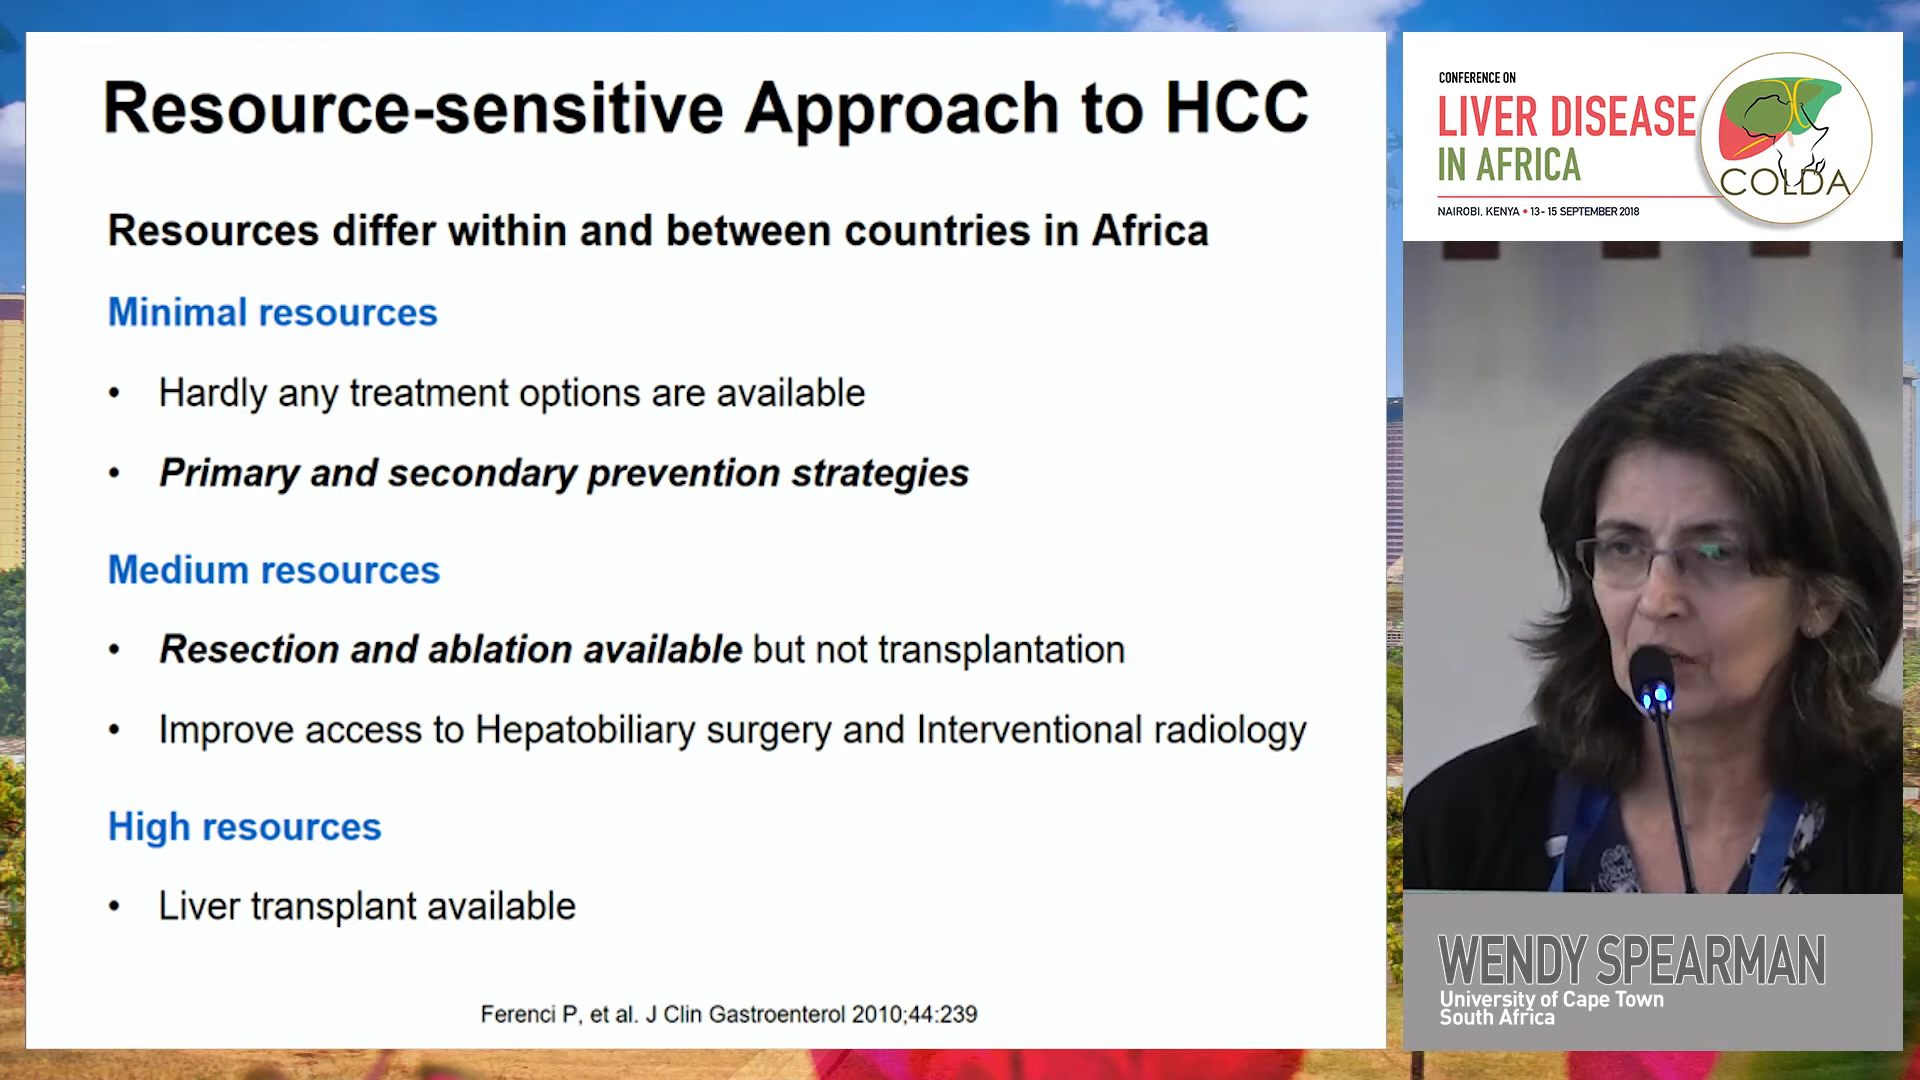 Resource-sensitive Approach to HCC
Resources differ within and between countries in Africa
Minimal resources
• Hardly any treatment options are available
• Primary and secondary prevention strategies
Medium resources
• Resection and ablation available but not transplantation
• Improve access to Hepatobiliary surgery and Interventional radiology
High resources
• Liver transplant available
Ferenci P, et al. J Clin Gastroenterol 2010;44:239
CONFERENCE ON
LIVER DISEASE
IN AFRICA
NAIROBI, KENYA • 13-15 SEPTEMBER 2018
COLDA
WENDY SPEARMAN
University of Cape Town
South Africa